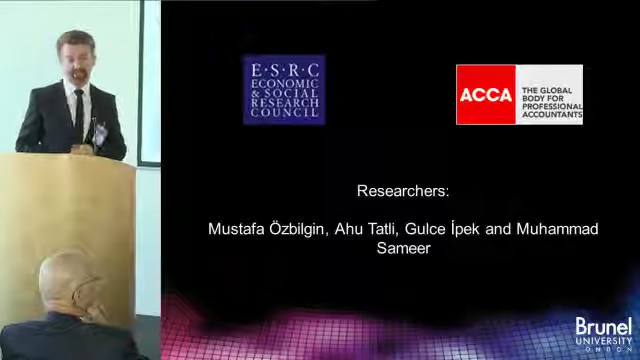 E·S·R·C
ECONOMIC
& SOCIAL
RESEARCH
COUNCIL
ACCA
THE GLOBAL
BODY FOR
PROFESSIONAL
ACCOUNTANTS
Researchers:
Mustafa Özbilgin, Ahu Tatli, Gulce Ípek and Muhammad
Sameer
Brunel
UNIVERSITY
LONDON